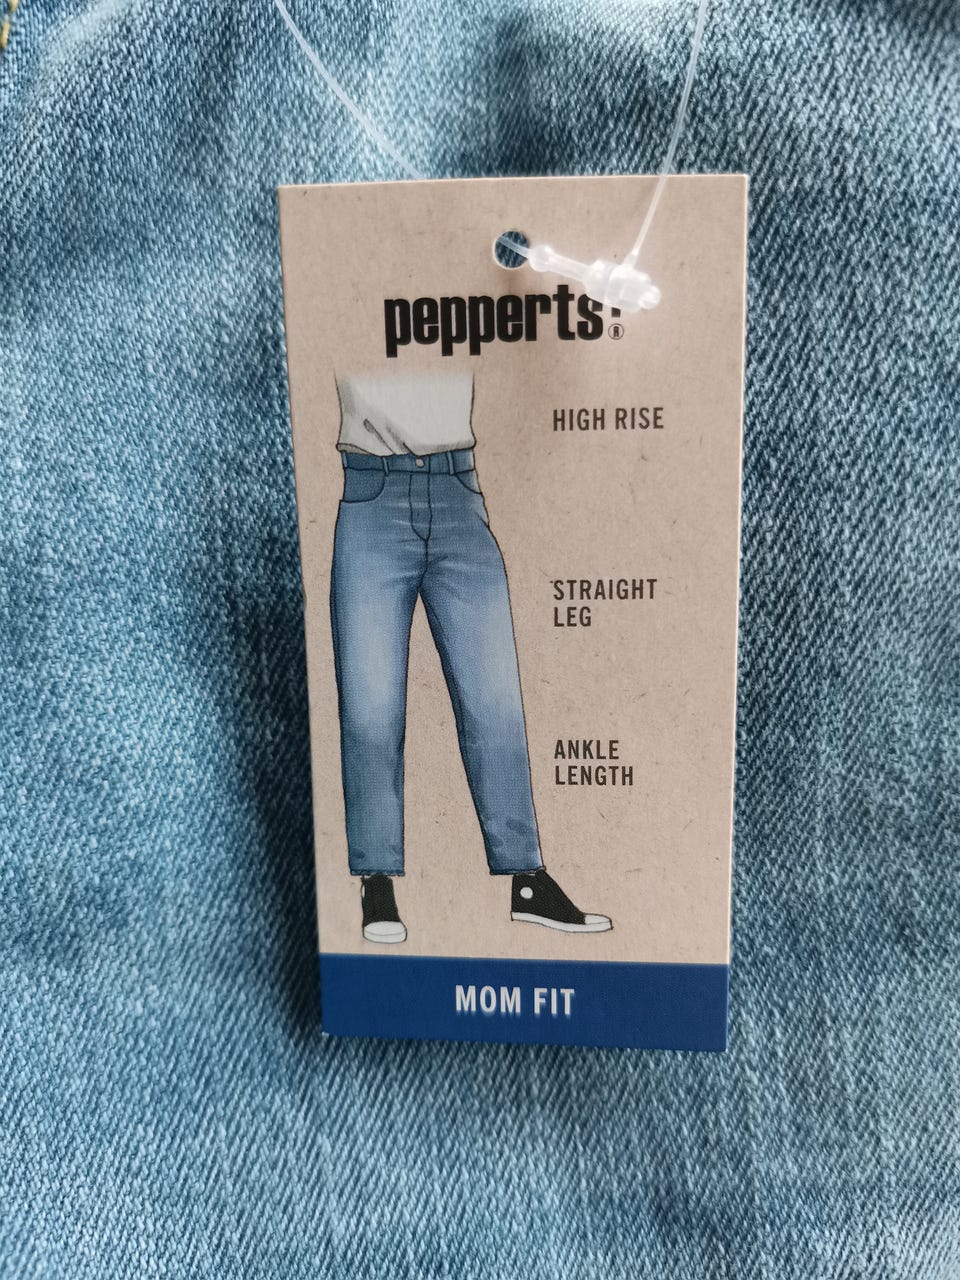 pepperts!®
HIGH RISE
STRAIGHT
LEG
ANKLE
LENGTH
MOM FIT